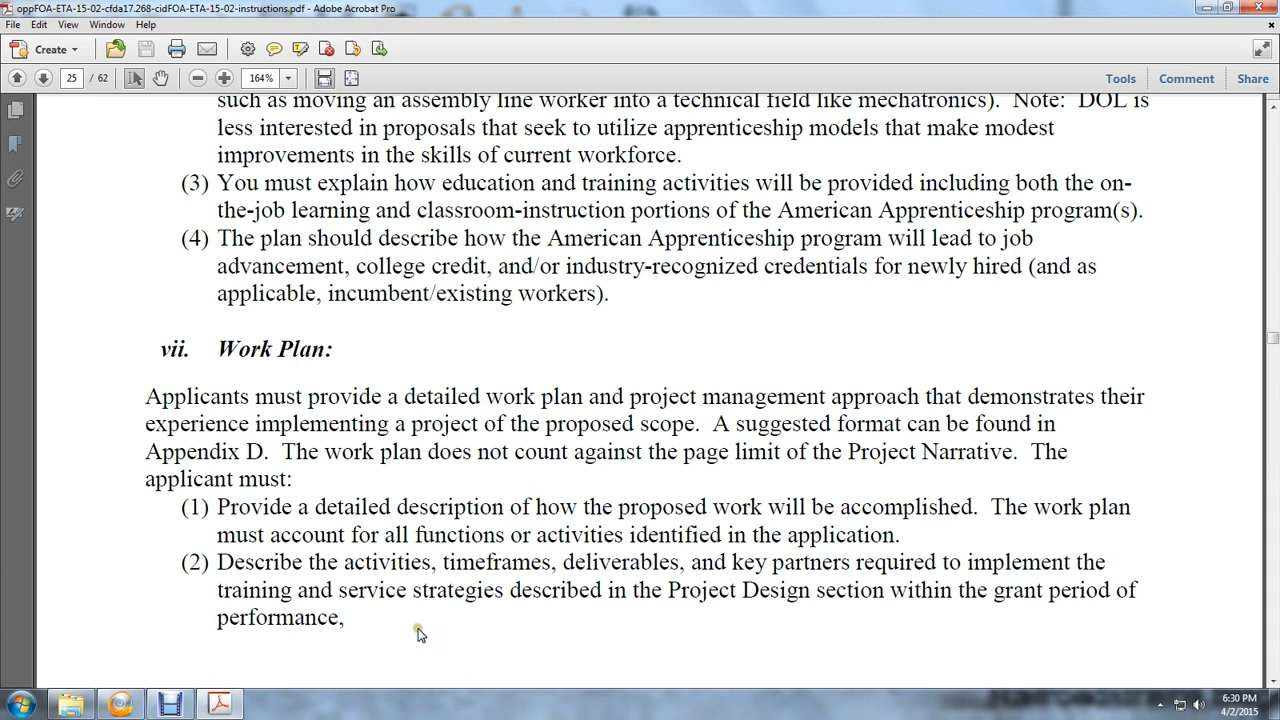 oppFOA-ETA-15-02-cfda17.268-cidFOA-ETA-15-02-instructions.pdf - Adobe Acrobat Pro
File Edit View Window Help
Create
25 / 62 164% Tools Comment Share
such as moving an assembly line worker into a technical field like mechatronics). Note: DOL is
less interested in proposals that seek to utilize apprenticeship models that make modest
improvements in the skills of current workforce.
(3) You must explain how education and training activities will be provided including both the on-
the-job learning and classroom-instruction portions of the American Apprenticeship program(s).
(4) The plan should describe how the American Apprenticeship program will lead to job
advancement, college credit, and/or industry-recognized credentials for newly hired (and as
applicable, incumbent/existing workers).
vii. Work Plan:
Applicants must provide a detailed work plan and project management approach that demonstrates their
experience implementing a project of the proposed scope. A suggested format can be found in
Appendix D. The work plan does not count against the page limit of the Project Narrative. The
applicant must:
(1) Provide a detailed description of how the proposed work will be accomplished. The work plan
must account for all functions or activities identified in the application.
(2) Describe the activities, timeframes, deliverables, and key partners required to implement the
training and service strategies described in the Project Design section within the grant period of
performance,
6:30 PM
4/2/2015